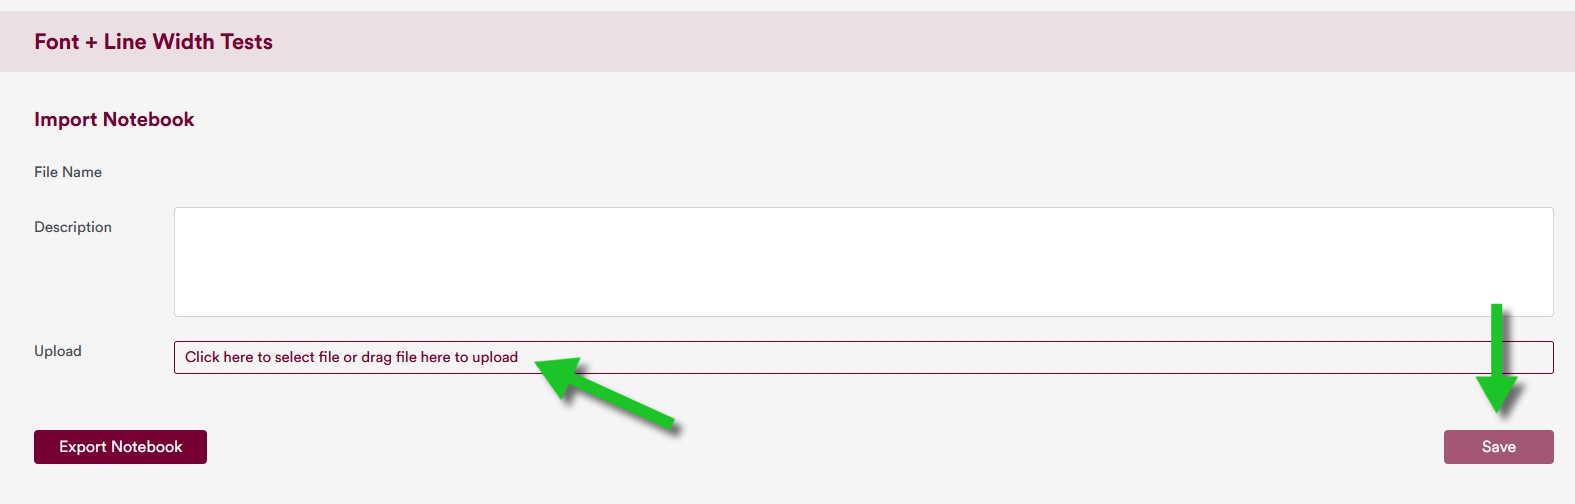 Font + Line Width Tests
Import Notebook
File Name
Description
Upload
Click here to select file or drag file here to upload
Export Notebook
Save